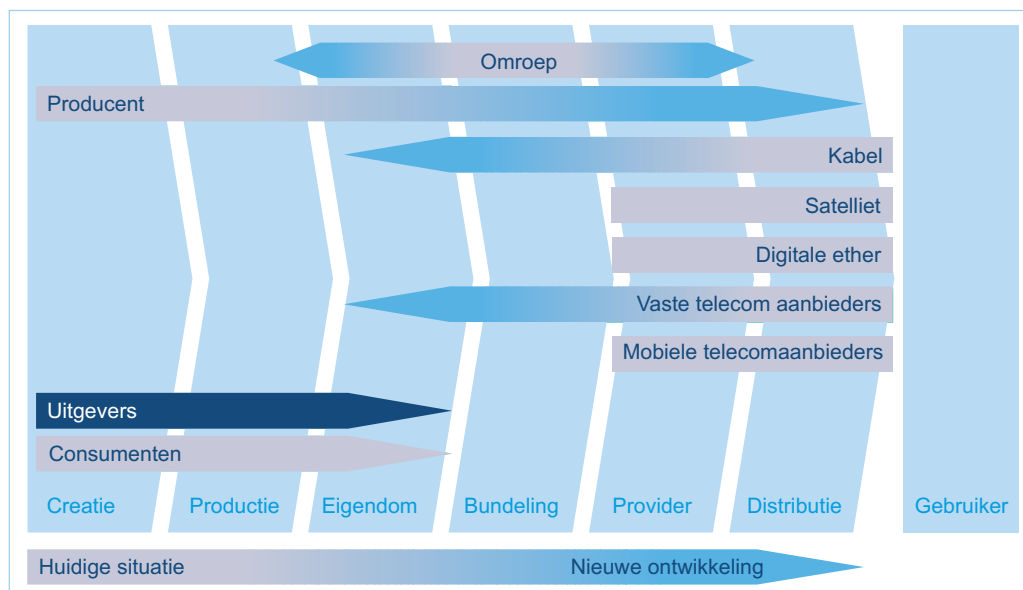 Omroep
Producent
Kabel
Satelliet
Digitale ether
Vaste telecom aanbieders
Mobiele telecomaanbieders
Uitgevers
Consumenten
Creatie Productie Eigendom Bundeling Provider Distributie Gebruiker
Huidige situatie Nieuwe ontwikkeling